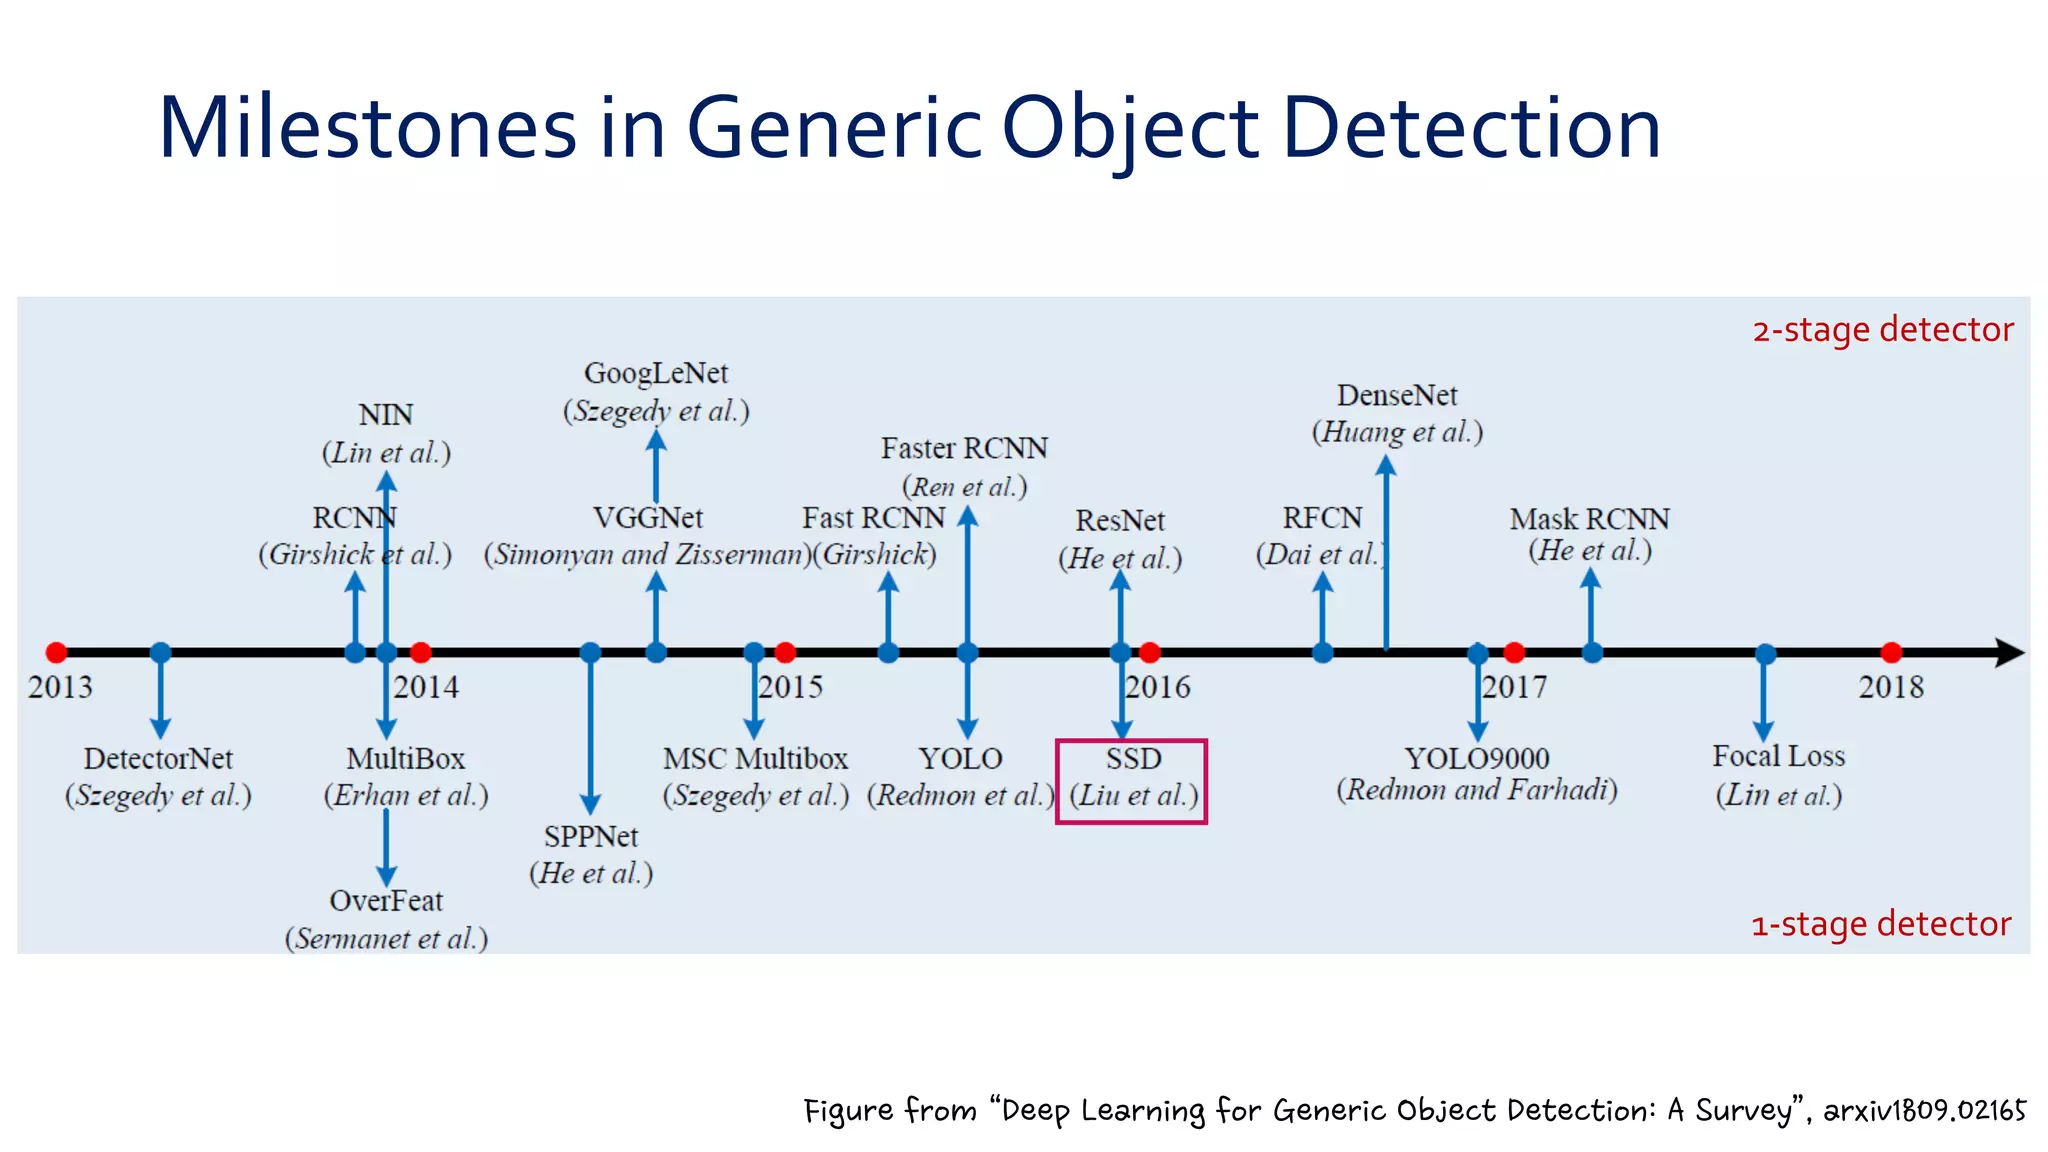 Milestones in Generic Object Detection
2-stage detector
GoogLeNet
(Szegedy et al.)
DenseNet
(Huang et al.)
NIN
(Lin et al.)
Faster RCNN
(Ren et al.)
RCNN
(Girshick et al.)
VGGNet
(Simonyan and Zisserman)
Fast RCNN
(Girshick)
ResNet
(He et al.)
RFCN
(Dai et al.)
Mask RCNN
(He et al.)
2013 2014 2015 2016 2017 2018
DetectorNet
(Szegedy et al.)
MultiBox
(Erhan et al.)
MSC Multibox
(Szegedy et al.)
YOLO
(Redmon et al.)
SSD
(Liu et al.)
YOLO9000
(Redmon and Farhadi)
Focal Loss
(Lin et al.)
SPPNet
(He et al.)
OverFeat
(Sermanet et al.)
1-stage detector
Figure from “Deep Learning for Generic Object Detection: A Survey”, arxiv1809.02165